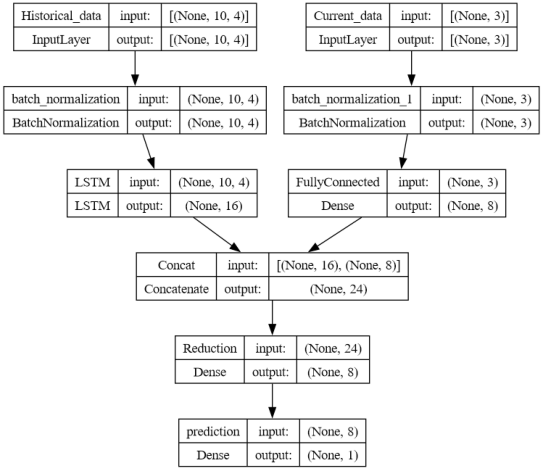 Historical_data input: [(None, 10, 4)]
InputLayer output: [(None, 10, 4)]
Current_data input: [(None, 3)]
InputLayer output: [(None, 3)]
batch_normalization input: (None, 10, 4)
BatchNormalization output: (None, 10, 4)
batch_normalization_1 input: (None, 3)
BatchNormalization output: (None, 3)
LSTM input: (None, 10, 4)
LSTM output: (None, 16)
FullyConnected input: (None, 3)
Dense output: (None, 8)
Concat input: [(None, 16), (None, 8)]
Concatenate output: (None, 24)
Reduction input: (None, 24)
Dense output: (None, 8)
prediction input: (None, 8)
Dense output: (None, 1)